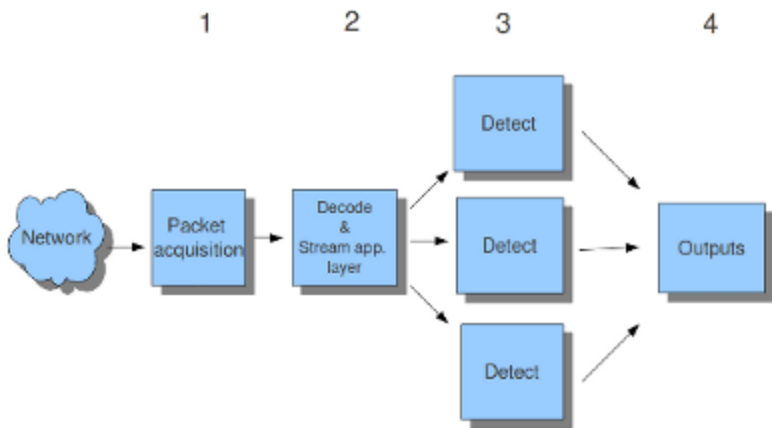 1
2
3
4
Network
Packet
acquisition
Decode
&
Stream app.
layer
Detect
Detect
Detect
Outputs